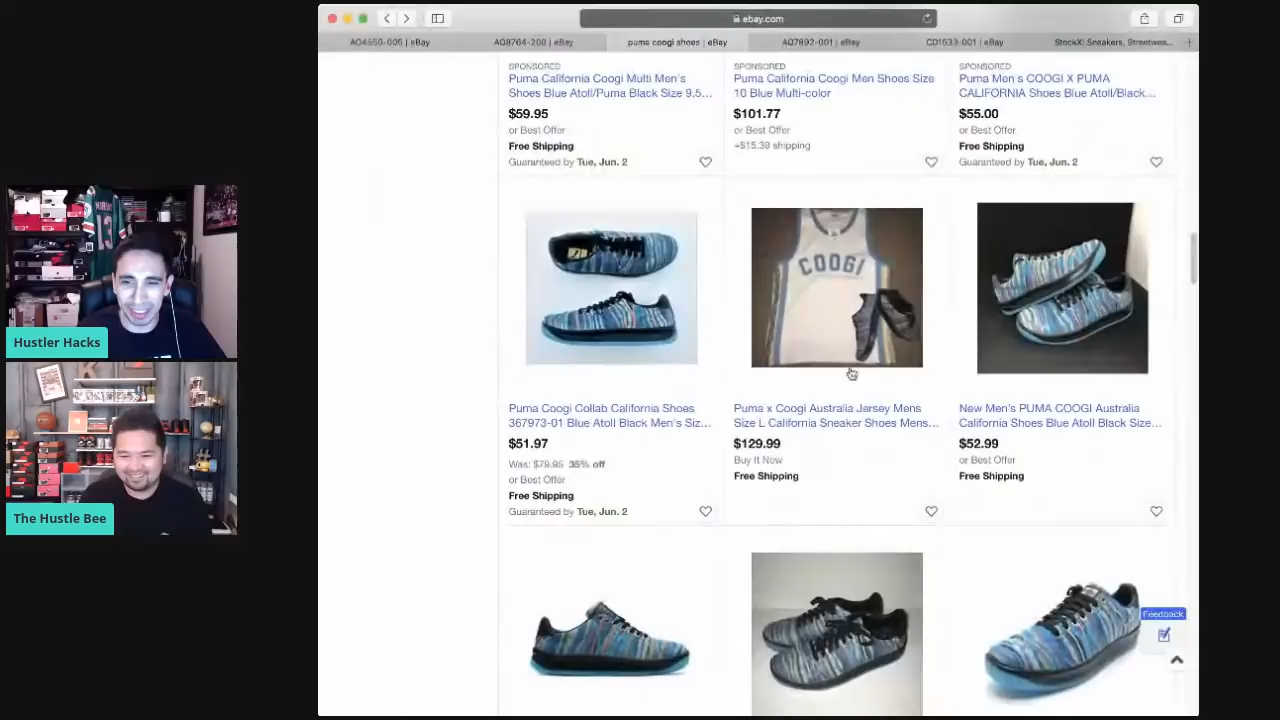 ebay.com
AO4550-005 | eBay
AQ8764-200 | eBay
puma coogi shoes | eBay
AQ7892-001 | eBay
CD1533-001 | eBay
StockX: Sneakers, Streetwea...
SPONSORED
Puma California Coogi Multi Men's
Shoes Blue Atoll/Puma Black Size 9.5...
$59.95
or Best Offer
Free Shipping
Guaranteed by Tue, Jun. 2
SPONSORED
Puma California Coogi Men Shoes Size
10 Blue Multi-color
$101.77
or Best Offer
+$15.39 shipping
SPONSORED
Puma Men's COOGI X PUMA
CALIFORNIA Shoes Blue Atoll/Black...
$55.00
or Best Offer
Free Shipping
Guaranteed by Tue, Jun. 2
COOGI
Puma Coogi Collab California Shoes
367973-01 Blue Atoll Black Men's Siz...
$51.97
Was: $79.95 35% off
or Best Offer
Free Shipping
Guaranteed by Tue, Jun. 2
Puma x Coogi Australia Jersey Mens
Size L California Sneaker Shoes Mens...
$129.99
Buy It Now
Free Shipping
New Men's PUMA COOGI Australia
California Shoes Blue Atoll Black Size...
$52.99
or Best Offer
Free Shipping
Feedback
Hustler Hacks
The Hustle Bee